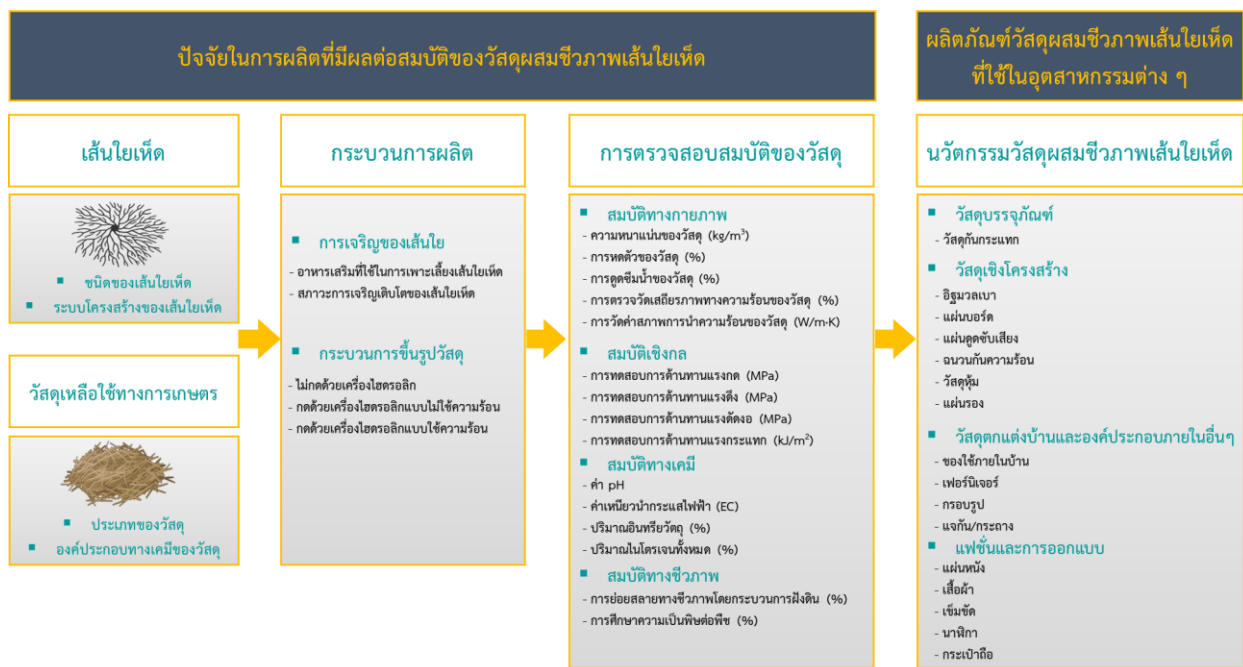 ปัจจัยในการผลิตที่มีผลต่อสมบัติของวัสดุผสมชีวภาพเส้นใยเห็ด
ผลิตภัณฑ์วัสดุผสมชีวภาพเส้นใยเห็ด
ที่ใช้ในอุตสาหกรรมต่าง ๆ
เส้นใยเห็ด
ชนิดของเส้นใยเห็ด
ระบบโครงสร้างของเส้นใยเห็ด
วัสดุเหลือใช้ทางการเกษตร
ประเภทของวัสดุ
องค์ประกอบทางเคมีของวัสดุ
กระบวนการผลิต
การเจริญของเส้นใย
- อาหารเสริมที่ใช้ในการเพาะเลี้ยงเส้นใยเห็ด
- สภาวะการเจริญเติบโตของเส้นใยเห็ด
กระบวนการขึ้นรูปวัสดุ
- ไม่กดด้วยเครื่องไฮดรอลิก
- กดด้วยเครื่องไฮดรอลิกแบบไม่ใช้ความร้อน
- กดด้วยเครื่องไฮดรอลิกแบบใช้ความร้อน
การตรวจสอบสมบัติของวัสดุ
สมบัติทางกายภาพ
- ความหนาแน่นของวัสดุ (kg/m³)
- การหดตัวของวัสดุ (%)
- การดูดซึมน้ำของวัสดุ (%)
- การตรวจวัดเสถียรภาพทางความร้อนของวัสดุ (%)
- การวัดค่าสภาพการนำความร้อนของวัสดุ (W/m·K)
สมบัติเชิงกล
- การทดสอบการต้านทานแรงกด (MPa)
- การทดสอบการต้านทานแรงดึง (MPa)
- การทดสอบการต้านทานแรงดัดงอ (MPa)
- การทดสอบการต้านทานแรงกระแทก (kJ/m²)
สมบัติทางเคมี
- ค่า pH
- ค่าเหนียวนำกระแสไฟฟ้า (EC)
- ปริมาณอินทรียวัตถุ (%)
- ปริมาณไนโตรเจนทั้งหมด (%)
สมบัติทางชีวภาพ
- การย่อยสลายทางชีวภาพโดยกระบวนการฝังดิน (%)
- การศึกษาความเป็นพิษต่อพืช (%)
นวัตกรรมวัสดุผสมชีวภาพเส้นใยเห็ด
วัสดุบรรจุภัณฑ์
- วัสดุกันกระแทก
วัสดุเชิงโครงสร้าง
- อิฐมวลเบา
- แผ่นบอร์ด
- แผ่นดูดซับเสียง
- ฉนวนกันความร้อน
- วัสดุหุ้ม
- แผ่นรอง
วัสดุตกแต่งบ้านและองค์ประกอบภายในอื่นๆ
- ของใช้ภายในบ้าน
- เฟอร์นิเจอร์
- กรอบรูป
- แจกัน/กระถาง
แฟชั่นและการออกแบบ
- แผ่นหนัง
- เสื้อผ้า
- เข็มขัด
- นาฬิกา
- กระเป๋าถือ